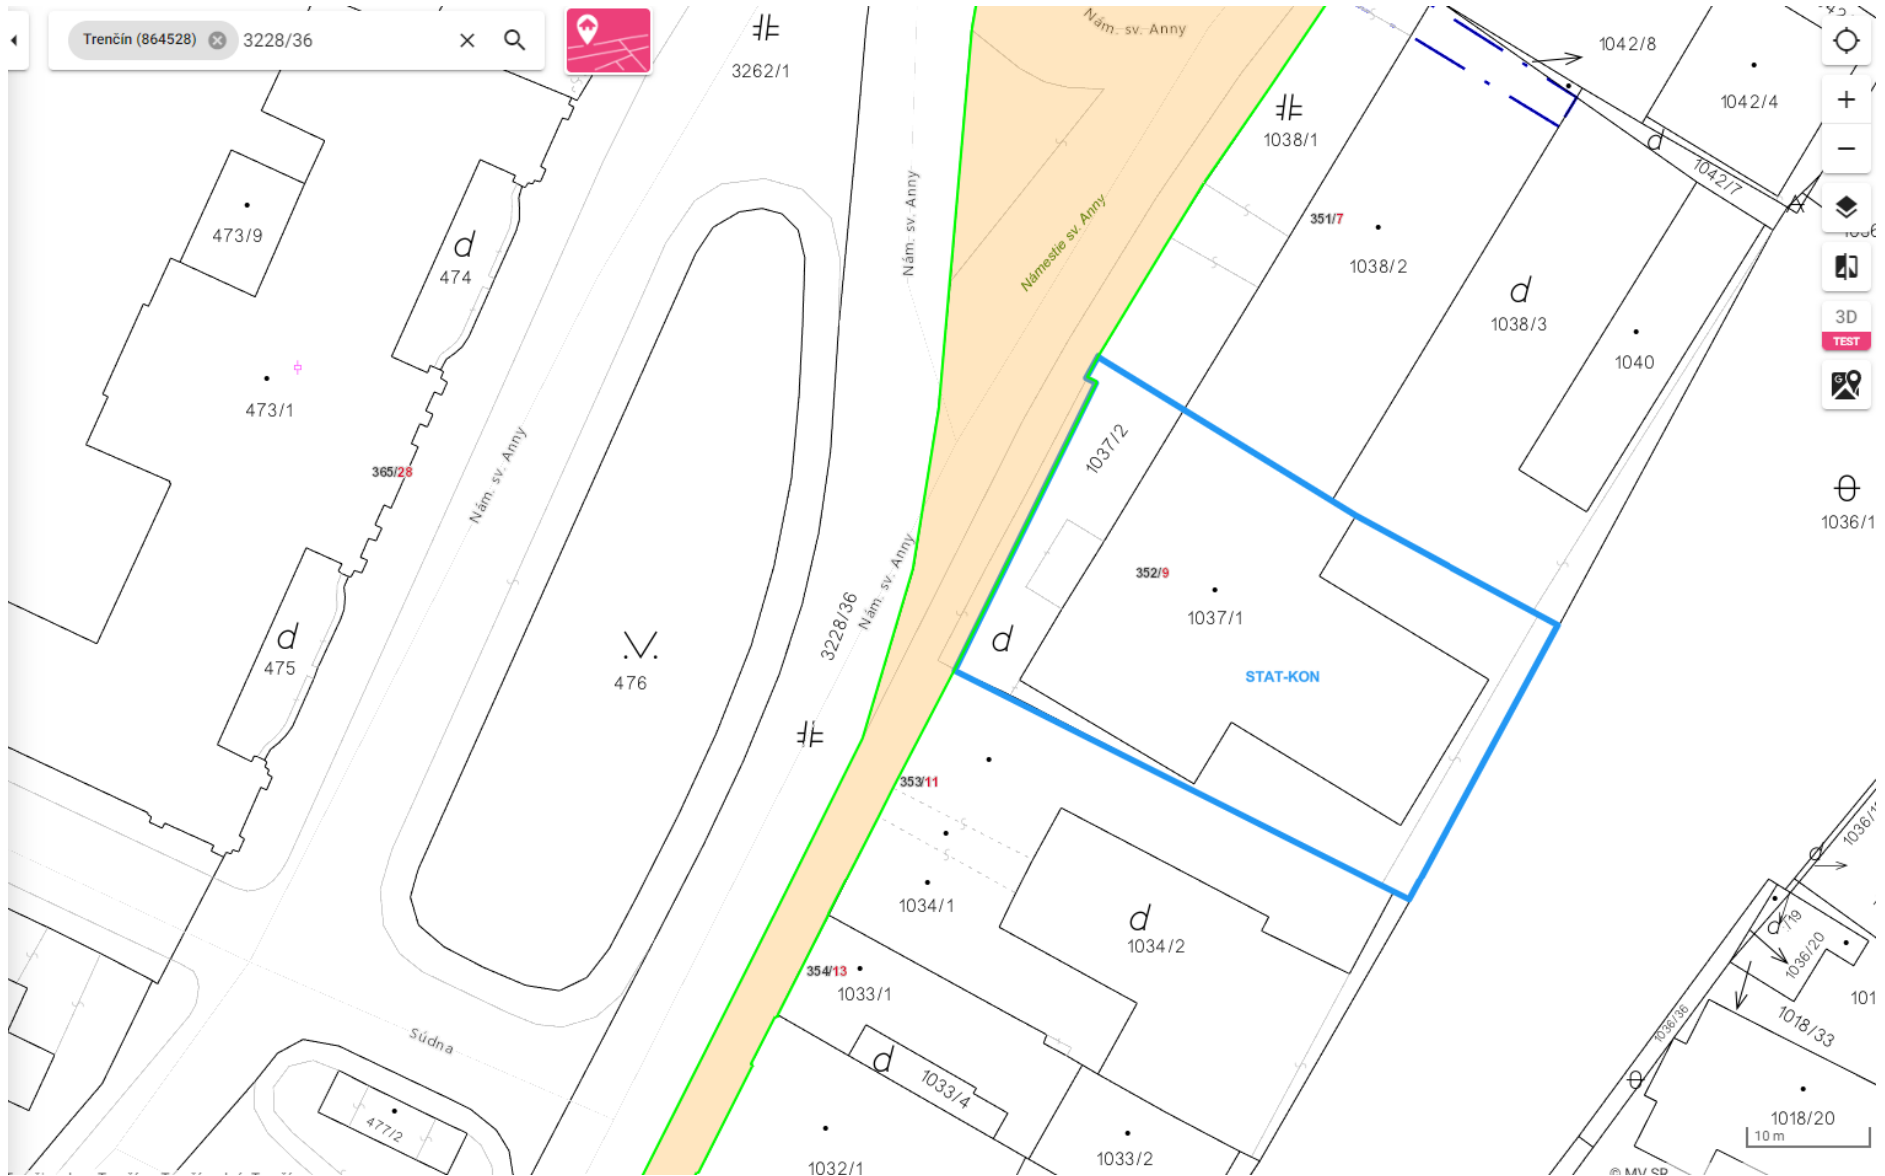 Trenčín (864528) 3228/36
Nám. sv. Anny
3262/1
1042/8
1042/4
1038/1
1042/7
473/9
d
474
Nám. sv. Anny
Námestie sv. Anny
351/7
1038/2
d
1038/3
1040
3D
TEST
473/1
365/28
Nám. sv. Anny
1037/2
1036/1
352/9
1037/1
3228/36
Nám. sv. Anny
d
475
476
d
STAT-KON
353/11
1034/1
d
1034/2
354/13
1033/1
d
1033/4
Súdna
477/2
1032/1
1033/2
d
1036/20
1018/33
1036/36
1018/20
10 m
© MV SR